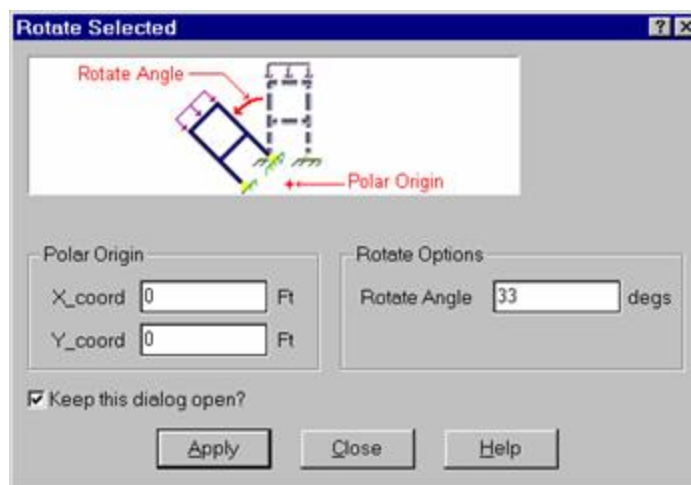 Rotate Selected
Rotate Angle
Polar Origin
Polar Origin
X_coord 0 Ft
Y_coord 0 Ft
Rotate Options
Rotate Angle 33 degs
Keep this dialog open?
Apply Close Help